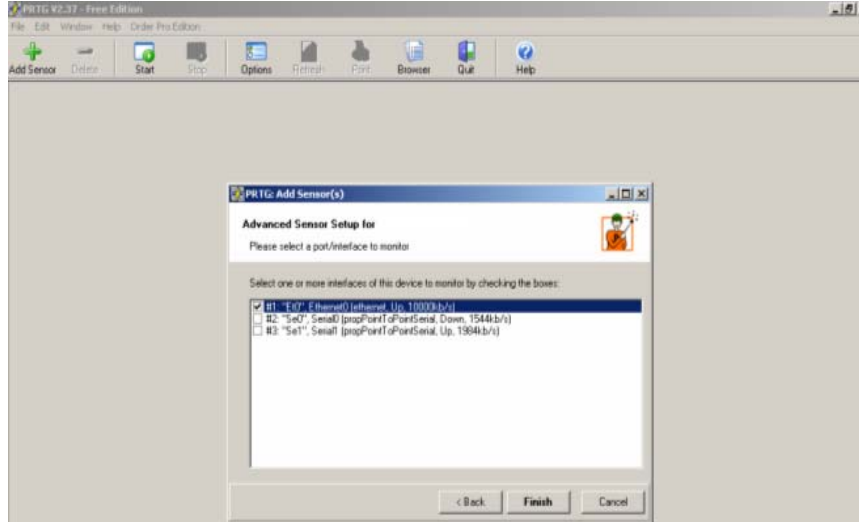 PRTG V2.37 - Free Edition
File Edit Window Help Order Pro Edition
Add Sensor Delete Start Stop Options Refresh Print Browser Quit Help
PRTG: Add Sensor(s)
Advanced Sensor Setup for
Please select a port/interface to monitor
Select one or more interfaces of this device to monitor by checking the boxes:
#1: "Et0", Ethernet0 (ethernet, Up, 10000kb/s)
#2: "Se0", Serial0 (propPointToPointSerial, Down, 1544kb/s)
#3: "Se1", Serial1 (propPointToPointSerial, Up, 1984kb/s)
< Back Finish Cancel